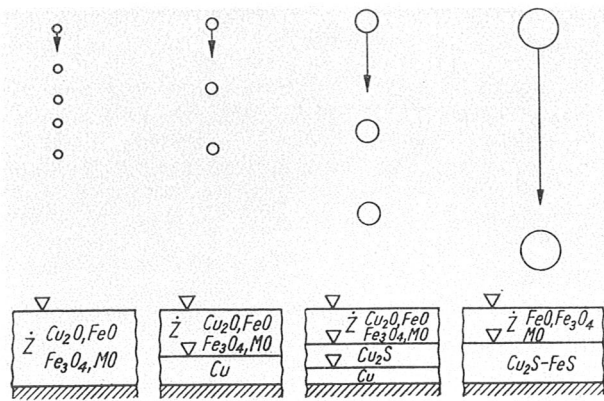 Ż Cu₂O, FeO
Fe₃O₄, MO
Ż Cu₂O, FeO
Fe₃O₄, MO
Cu
Ż Cu₂O, FeO
Fe₃O₄, MO
Cu₂S
Cu
Ż FeO, Fe₃O₄
MO
Cu₂S-FeS